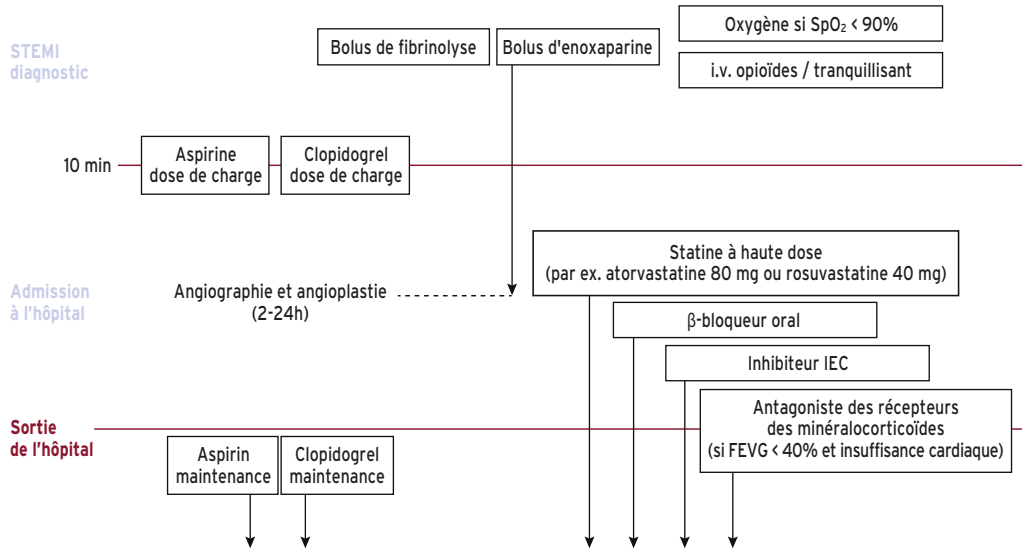 STEMI
diagnostic
Bolus de fibrinolyse
Bolus d'enoxaparine
Oxygène si SpO₂ < 90%
i.v. opioïdes / tranquillisant
10 min
Aspirine
dose de charge
Clopidogrel
dose de charge
Admission
à l'hôpital
Angiographie et angioplastie
(2-24h)
Statine à haute dose
(par ex. atorvastatine 80 mg ou rosuvastatine 40 mg)
β-bloqueur oral
Inhibiteur IEC
Antagoniste des récepteurs
des minéralocorticoïdes
(si FEVG < 40% et insuffisance cardiaque)
Sortie
de l'hôpital
Aspirin
maintenance
Clopidogrel
maintenance